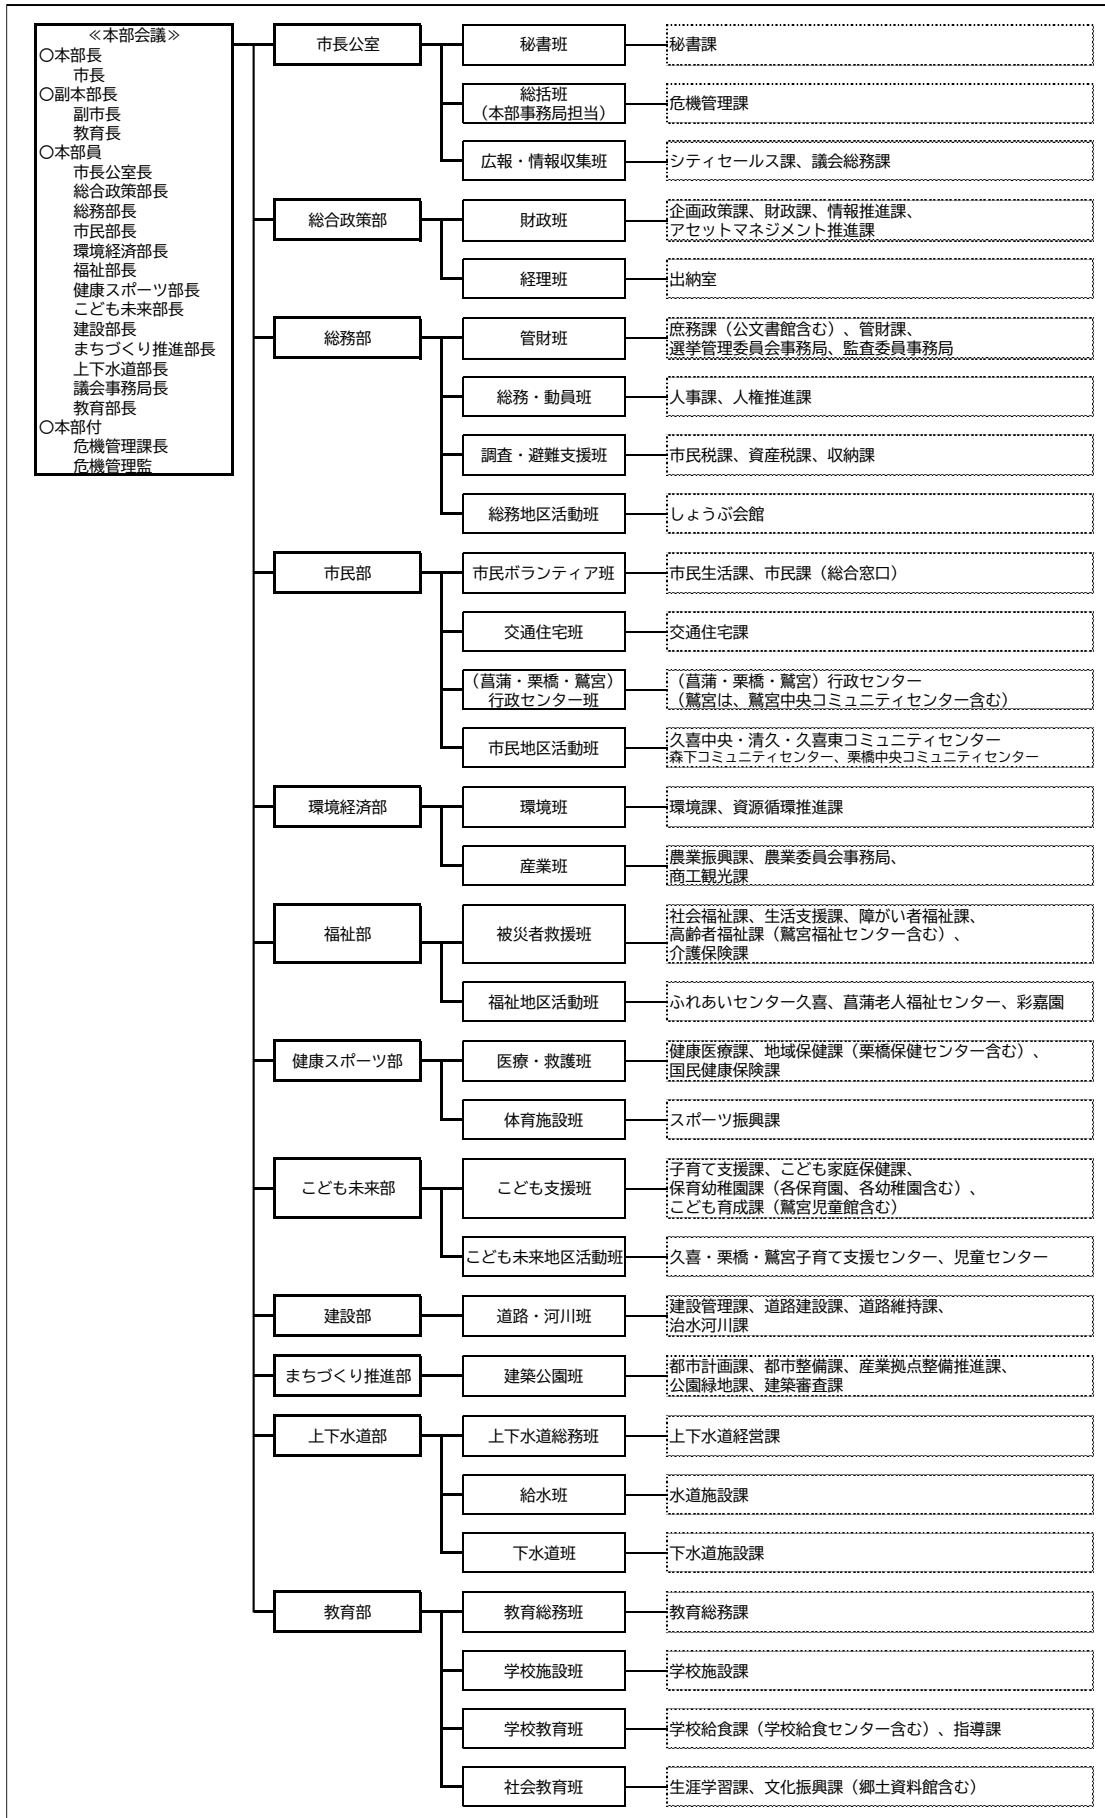 ≪本部会議≫
○本部長
市長
○副本部長
副市長
教育長
○本部員
市長公室長
総合政策部長
総務部長
市民部長
環境経済部長
福祉部長
健康スポーツ部長
こども未来部長
建設部長
まちづくり推進部長
上下水道部長
議会事務局長
教育部長
○本部付
危機管理課長
危機管理監
市長公室
秘書班
秘書課
総括班
（本部事務局担当）
危機管理課
広報・情報収集班
シティセールス課、議会総務課
総合政策部
財政班
企画政策課、財政課、情報推進課、
アセットマネジメント推進課
経理班
出納室
総務部
管財班
庶務課（公文書館含む）、管財課、
選挙管理委員会事務局、監査委員事務局
総務・動員班
人事課、人権推進課
調査・避難支援班
市民税課、資産税課、収納課
総務地区活動班
しょうぶ会館
市民部
市民ボランティア班
市民生活課、市民課（総合窓口）
交通住宅班
交通住宅課
（菖蒲・栗橋・鷲宮）
行政センター班
（菖蒲・栗橋・鷲宮）行政センター
（鷲宮は、鷲宮中央コミュニティセンター含む）
市民地区活動班
久喜中央・清久・久喜東コミュニティセンター
森下コミュニティセンター、栗橋中央コミュニティセンター
環境経済部
環境班
環境課、資源循環推進課
産業班
農業振興課、農業委員会事務局、
商工観光課
福祉部
被災者救援班
社会福祉課、生活支援課、障がい者福祉課、
高齢者福祉課（鷲宮福祉センター含む）、
介護保険課
福祉地区活動班
ふれあいセンター久喜、菖蒲老人福祉センター、彩嘉園
健康スポーツ部
医療・救護班
健康医療課、地域保健課（栗橋保健センター含む）、
国民健康保険課
体育施設班
スポーツ振興課
こども未来部
こども支援班
子育て支援課、こども家庭保健課、
保育幼稚園課（各保育園、各幼稚園含む）、
こども育成課（鷲宮児童館含む）
こども未来地区活動班
久喜・栗橋・鷲宮子育て支援センター、児童センター
建設部
道路・河川班
建設管理課、道路建設課、道路維持課、
治水河川課
まちづくり推進部
建築公園班
都市計画課、都市整備課、産業拠点整備推進課、
公園緑地課、建築審査課
上下水道部
上下水道総務班
上下水道経営課
給水班
水道施設課
下水道班
下水道施設課
教育部
教育総務班
教育総務課
学校施設班
学校施設課
学校教育班
学校給食課（学校給食センター含む）、指導課
社会教育班
生涯学習課、文化振興課（郷土資料館含む）